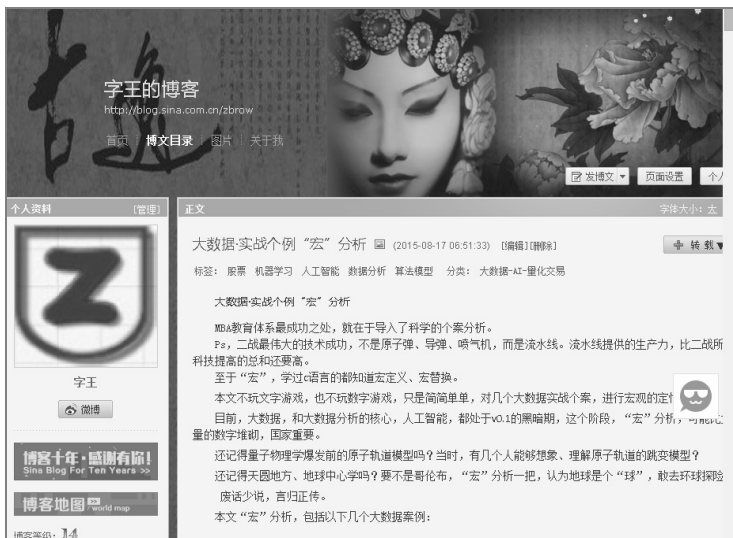 字王的博客
http://blog.sina.com.cn/zbrow
首页 博文目录 图片 关于我
发博文 页面设置 个人
个人资料 [管理]
正文 字体大小: 大
Z
字王
微博
博客十年·感谢有你!
Sina Blog For Ten Years >>
博客地图 world map
博客等级: 14
大数据·实战个例“宏”分析 (2015-08-17 06:51:33) [编辑][删除] 转载▼
标签: 股票 机器学习 人工智能 数据分析 算法模型 分类: 大数据-AI-量化交易
大数据·实战个例“宏”分析
MBA教育体系最成功之处,就在于导入了科学的个案分析。
Ps,二战最伟大的技术成功,不是原子弹、导弹、喷气机,而是流水线。流水线提供的生产力,比二战所
科技提高的总和还要高。
至于“宏”,学过c语言的都知道宏定义、宏替换。
本文不玩文字游戏,也不玩数字游戏,只是简简单单,对几个大数据实战个案,进行宏观的定
目前,大数据,和大数据分析的核心,人工智能,都处于v0.1的黑暗期,这个阶段,“宏”分析,可能比
量的数字堆砌,国家重要。
还记得量子物理学爆发前的原子轨道模型吗?当时,有几个人能够想象、理解原子轨道的跳变模型?
还记得天圆地方、地球中心学吗?要不是哥伦布,“宏”分析一把,认为地球是个“球”,敢去环球探险
废话少说,言归正传。
本文“宏”分析,包括以下几个大数据案例: